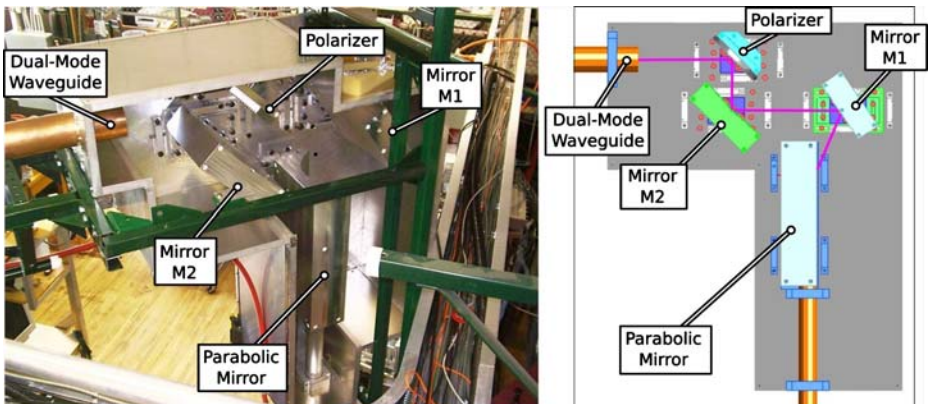 Dual-Mode
Waveguide
Polarizer
Mirror
M1
Mirror
M2
Parabolic
Mirror
Polarizer
Mirror
M1
Dual-Mode
Waveguide
Mirror
M2
Parabolic
Mirror